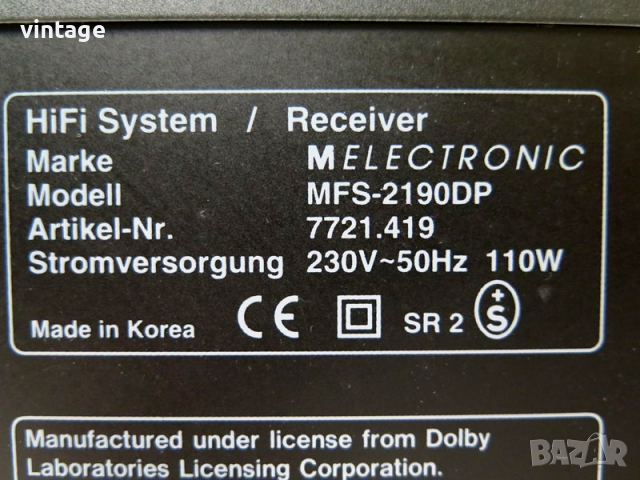 vintage
HiFi System / Receiver
Marke MELECTRONIC
Modell MFS-2190DP
Artikel-Nr. 7721.419
Stromversorgung 230V~50Hz 110W
Made in Korea CE SR 2 +S
Manufactured under license from Dolby
Laboratories Licensing Corporation.
BAZAR